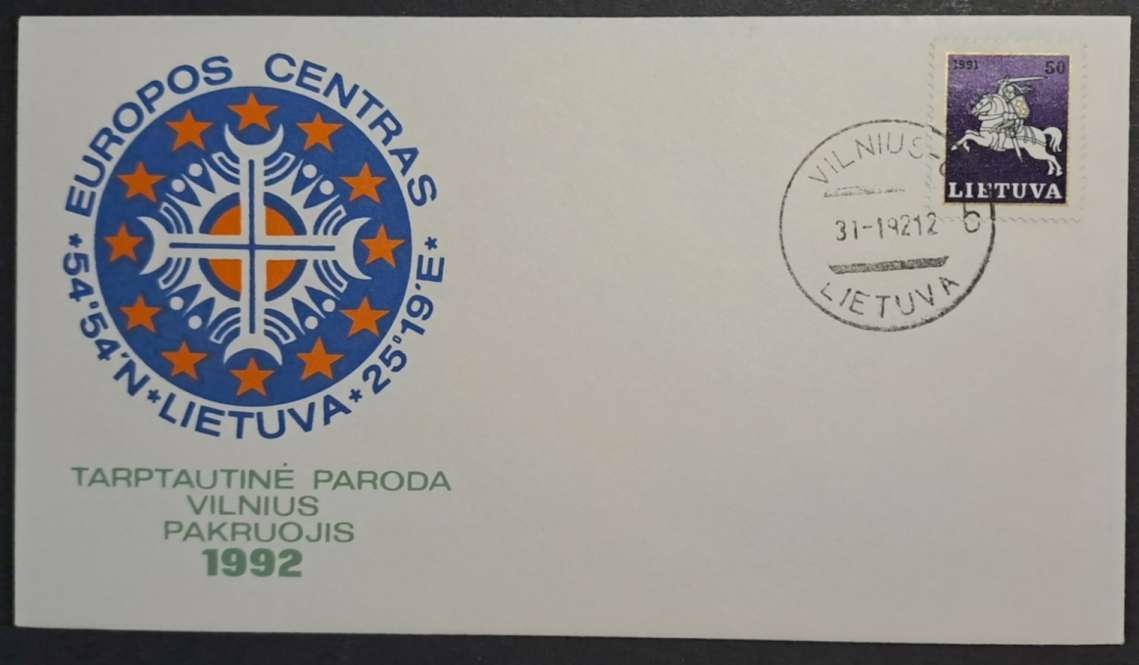 EUROPOS CENTRAS
* 54°54'N * LIETUVA * 25°19'E *
TARPTAUTINĖ PARODA
VILNIUS
PAKRUOJIS
1992
1991 50
LIETUVA
VILNIUS-
31-19212
b
LIETUVA